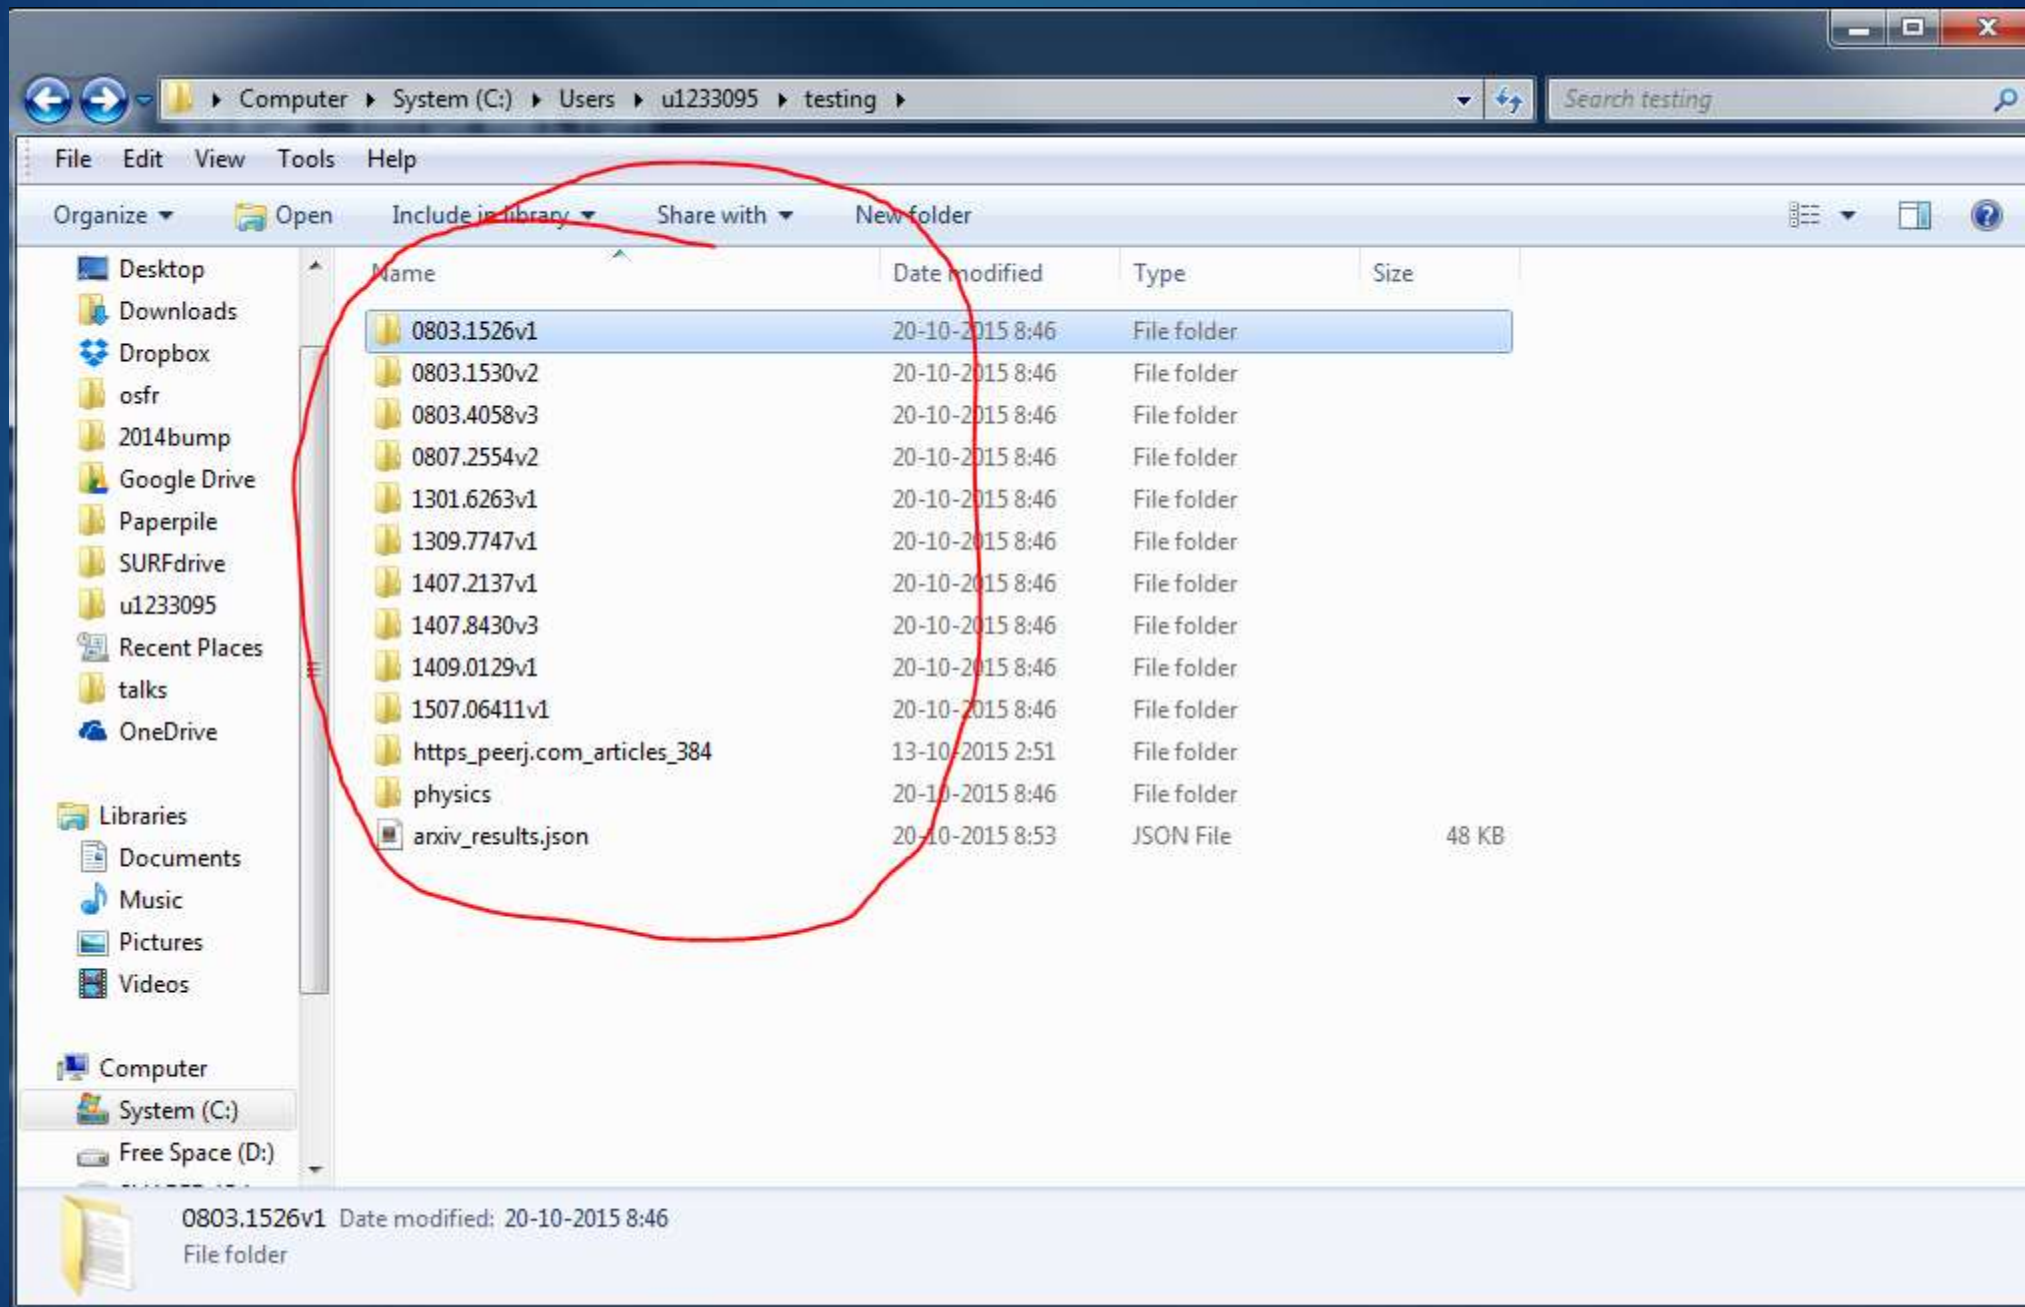 Computer ▸ System (C:) ▸ Users ▸ u1233095 ▸ testing ▸
Search testing
File Edit View Tools Help
Organize Open Include in library Share with New folder
Name Date modified Type Size
Desktop
Downloads
Dropbox
osfr
2014bump
Google Drive
Paperpile
SURFdrive
u1233095
Recent Places
talks
OneDrive
Libraries
Documents
Music
Pictures
Videos
Computer
System (C:)
Free Space (D:)
0803.1526v1 20-10-2015 8:46 File folder
0803.1530v2 20-10-2015 8:46 File folder
0803.4058v3 20-10-2015 8:46 File folder
0807.2554v2 20-10-2015 8:46 File folder
1301.6263v1 20-10-2015 8:46 File folder
1309.7747v1 20-10-2015 8:46 File folder
1407.2137v1 20-10-2015 8:46 File folder
1407.8430v3 20-10-2015 8:46 File folder
1409.0129v1 20-10-2015 8:46 File folder
1507.06411v1 20-10-2015 8:46 File folder
https_peerj.com_articles_384 13-10-2015 2:51 File folder
physics 20-10-2015 8:46 File folder
arxiv_results.json 20-10-2015 8:53 JSON File 48 KB
0803.1526v1 Date modified: 20-10-2015 8:46
File folder